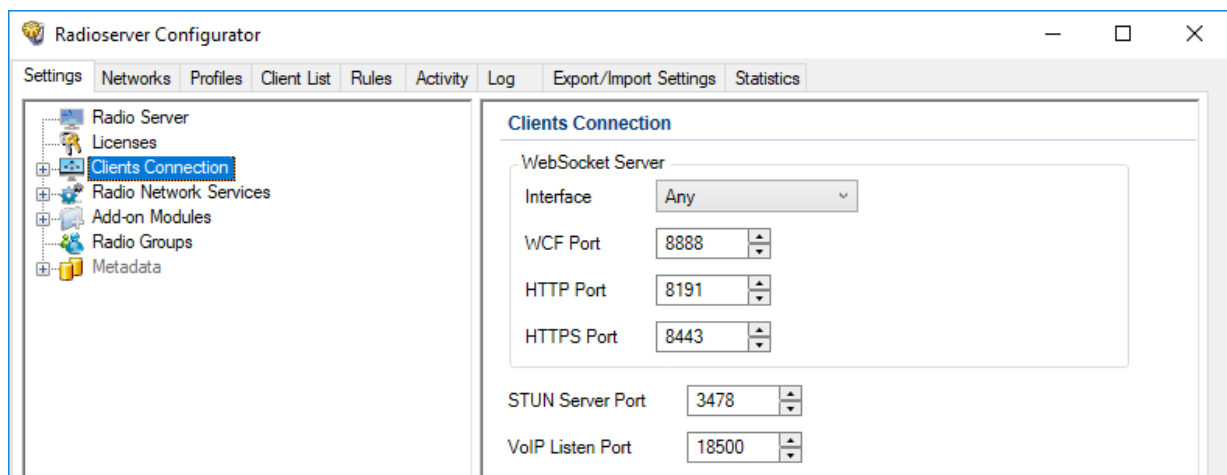 Radioserver Configurator
Settings Networks Profiles Client List Rules Activity Log Export/Import Settings Statistics
Radio Server
Licenses
Clients Connection
Radio Network Services
Add-on Modules
Radio Groups
Metadata
Clients Connection
WebSocket Server
Interface Any
WCF Port 8888
HTTP Port 8191
HTTPS Port 8443
STUN Server Port 3478
VoIP Listen Port 18500